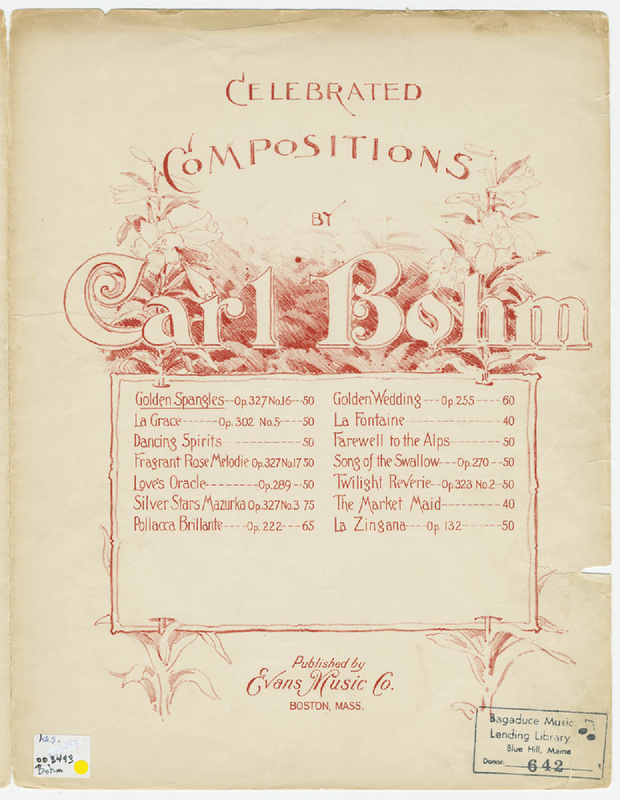 CELEBRATED
COMPOSITIONS
BY
Carl Bohm
Golden Spangles--Op.327 No.16---50
La Grace-------Op. 302 No.5-----50
Dancing Spirits---------------50
Fragrant Rose Melodie Op.327 No.17 50
Love's Oracle---------Op.289--50
Silver Stars Mazurka Op.327 No.3 75
Pollacca Brillante----Op. 222---65
Golden Wedding---Op.255-----60
La Fontaine-----------------40
Farewell to the Alps---------50
Song of the Swallow---Op.270--50
Twilight Reverie--Op.323 No.2--50
The Market Maid-----------40
La Zingana---Op. 132-------50
Published by
Evans Music Co.
BOSTON, MASS.
Bagaduce Music
Lending Library
Blue Hill, Maine
Donor 642
003493
Bohm